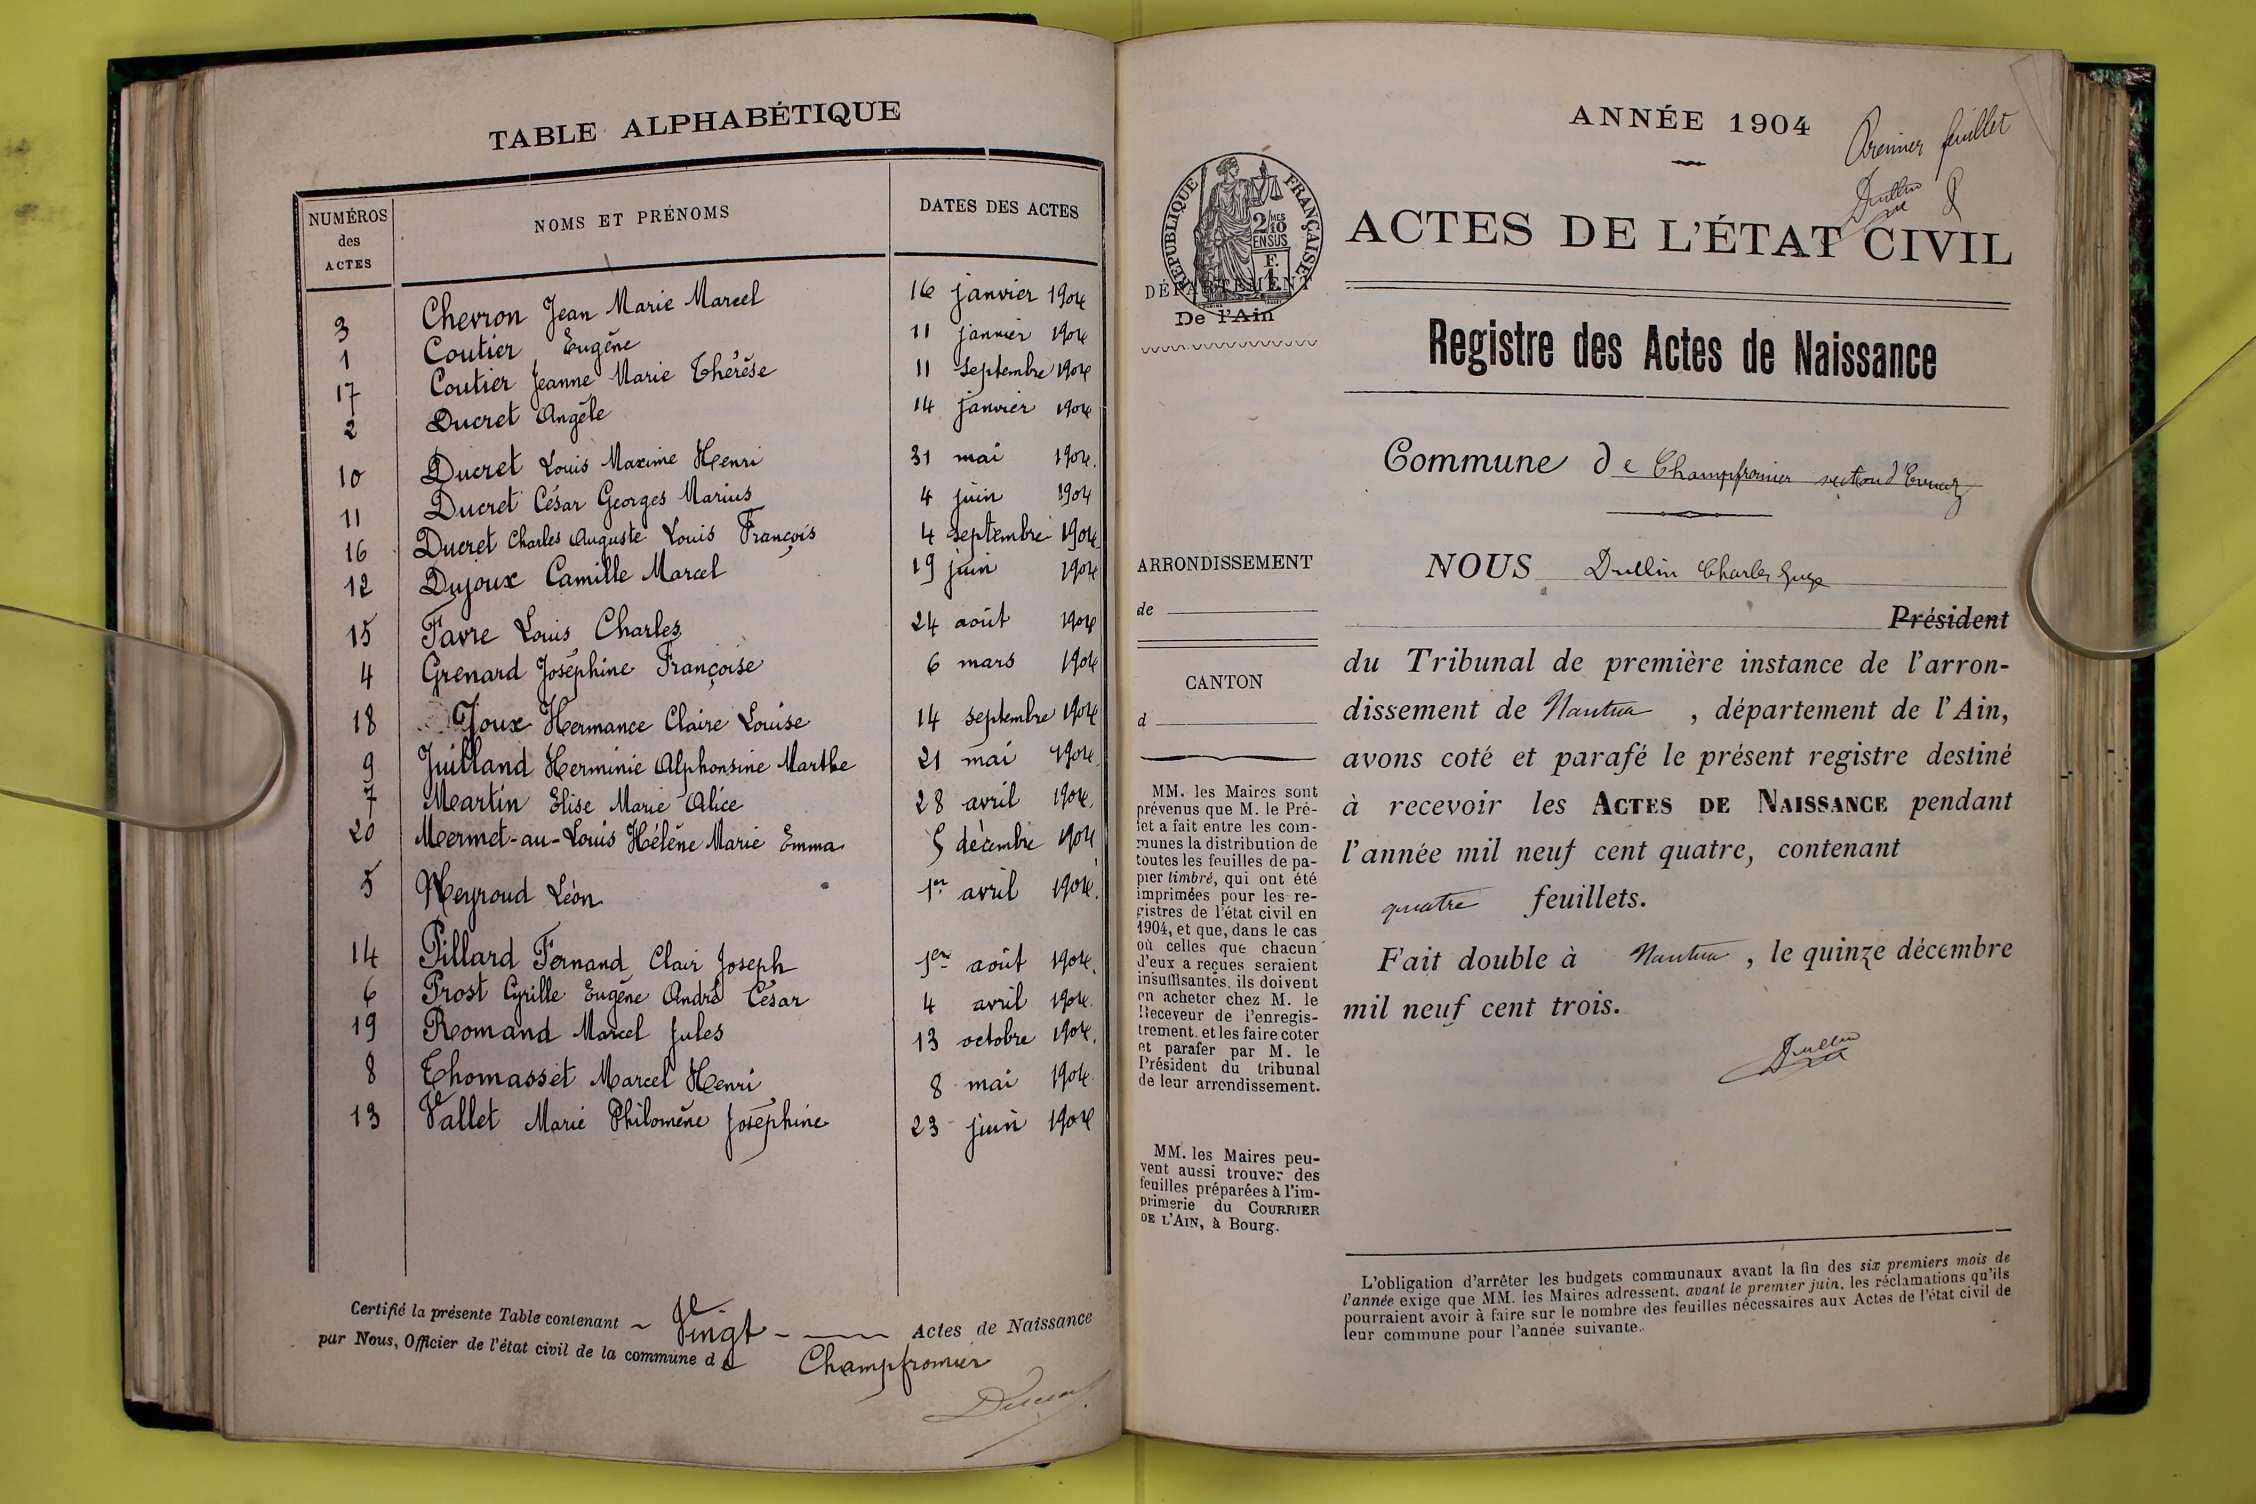 TABLE ALPHABÉTIQUE
NUMÉROS des ACTES NOMS ET PRÉNOMS DATES DES ACTES
3 Chevron Jean Marie Marcel 16 janvier 1904
1 Coutier Eugène 11 janvier 1904
17 Coutier Jeanne Marie Thérèse 11 septembre 1904
2 Ducret Angèle 14 janvier 1904
10 Ducret Louis Maxime Henri 31 mai 1904.
11 Ducret César Georges Marius 4 juin 1904
16 Ducret Charles Auguste Louis François 4 septembre 1904
12 Dujoux Camille Marcel 19 juin 1904
15 Favre Louis Charles 24 août 1904
4 Grenard Joséphine Françoise 6 mars 1904
18 Joux Hermance Claire Louise 14 septembre 1904
9 Juilland Herminie Alphonsine Marthe 21 mai 1904.
7 Martin Elise Marie Alice 28 avril 1904.
20 Mermet-au-Louis Hélène Marie Emma 5 décembre 1904
5 Neyroud Léon 1er avril 1904.
14 Pillard Fernand Clair Joseph 1er août 1904.
6 Prost Cyrille Eugène André César 4 avril 1904.
19 Romand Marcel Jules 13 octobre 1904.
8 Thomasset Marcel Henri 8 mai 1904.
13 Vallet Marie Philomène Joséphine 23 juin 1904
Certifié la présente Table contenant Vingt Actes de Naissance
par Nous, Officier de l'état civil de la commune de Champfromier
ANNÉE 1904
Premier feuillet
Dullin
RÉPUBLIQUE FRANÇAISE
2/10 MES
EN SUS
F. 1
ACTES DE L'ÉTAT CIVIL
DÉPARTEMENT
De l'Ain
Registre des Actes de Naissance
Commune de Champfromier section d'Evuaz
ARRONDISSEMENT
de
CANTON
d
MM. les Maires sont
prévenus que M. le Pré-
fet a fait entre les com-
munes la distribution de
toutes les feuilles de pa-
pier timbré, qui ont été
imprimées pour les re-
gistres de l'état civil en
1904, et que, dans le cas
où celles que chacun
d'eux a reçues seraient
insuffisantes, ils doivent
en acheter chez M. le
Receveur de l'enregis-
trement, et les faire coter
et parafer par M. le
Président du tribunal
de leur arrondissement.
MM. les Maires peu-
vent aussi trouver des
feuilles préparées à l'im-
primerie du COURRIER
DE L'AIN, à Bourg.
NOUS Dullin Charles
Président
du Tribunal de première instance de l'arron-
dissement de Nantua, département de l'Ain,
avons coté et parafé le présent registre destiné
à recevoir les ACTES DE NAISSANCE pendant
l'année mil neuf cent quatre, contenant
quatre feuillets.
Fait double à Nantua, le quinze décembre
mil neuf cent trois.
Dullin
L'obligation d'arrêter les budgets communaux avant la fin des six premiers mois de
l'année exige que MM. les Maires adressent, avant le premier juin, les réclamations qu'ils
pourraient avoir à faire sur le nombre des feuilles nécessaires aux Actes de l'état civil de
leur commune pour l'année suivante.